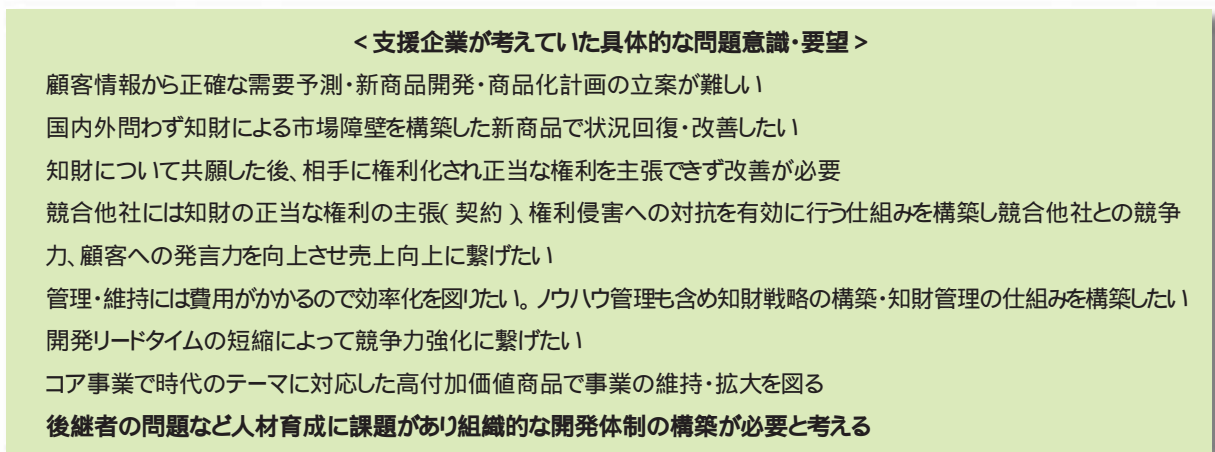 <支援企業が考えていた具体的な問題意識・要望>
顧客情報から正確な需要予測・新商品開発・商品化計画の立案が難しい
国内外問わず知財による市場障壁を構築した新商品で状況回復・改善したい
知財について共願した後、相手に権利化され正当な権利を主張できず改善が必要
競合他社には知財の正当な権利の主張(契約)、権利侵害への対抗を有効に行う仕組みを構築し競合他社との競争
力、顧客への発言力を向上させ売上向上に繋げたい
管理・維持には費用がかかるので効率化を図りたい。ノウハウ管理も含め知財戦略の構築・知財管理の仕組みを構築したい
開発リードタイムの短縮によって競争力強化に繋げたい
コア事業で時代のテーマに対応した高付加価値商品で事業の維持・拡大を図る
後継者の問題など人材育成に課題があり組織的な開発体制の構築が必要と考える